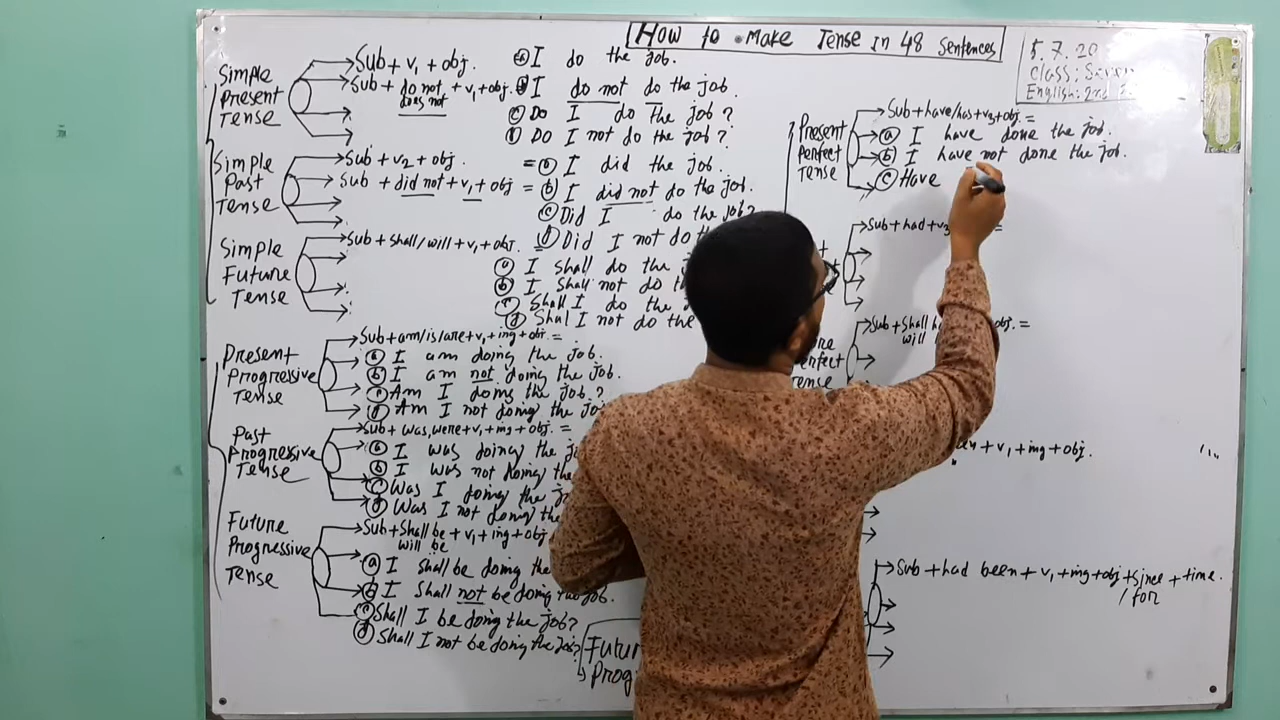 How to Make Tense In 48 Sentences
5.7.20
Class: Seven
English: 2nd
Simple Present Tense
Sub + v1 + obj.
Sub + do not + v1 + obj.
does not
(a) I do the job.
(b) I do not do the job.
(c) Do I do the job?
(d) Do I not do the job?
Simple Past Tense
Sub + v2 + obj.
Sub + did not + v1 + obj =
= (a) I did the job.
(b) I did not do the job.
(c) Did I do the job?
(d) Did I not do the
Simple Future Tense
Sub + shall/will + v1 + obj. =
(a) I shall do the
(b) I shall not do the
(c) Shall I do the
(d) Shall I not do the
Present Progressive Tense
Sub + am/is/are + v1 + ing + obj. =
(a) I am doing the job.
(b) I am not doing the job.
(c) Am I doing the job?
(d) Am I not doing the job
Past Progressive Tense
Sub + was, were + v1 + ing + obj. =
(a) I was doing the
(b) I was not doing the
(c) Was I doing the
(d) Was I not doing the
Future Progressive Tense
Sub + shall be + v1 + ing + obj
will be
(a) I shall be doing the
(b) I shall not be doing the job.
(c) Shall I be doing the job?
(d) Shall I not be doing the job?
Present Perfect Tense
Sub + have/has + v3 + obj =
(a) I have done the job.
(b) I have not done the job.
(c) Have
Sub + had + v3 =
Sub + shall
will
obj. =
Tense
+ v1 + ing + obj.
Sub + had been + v1 + ing + obj + since + time.
/ for